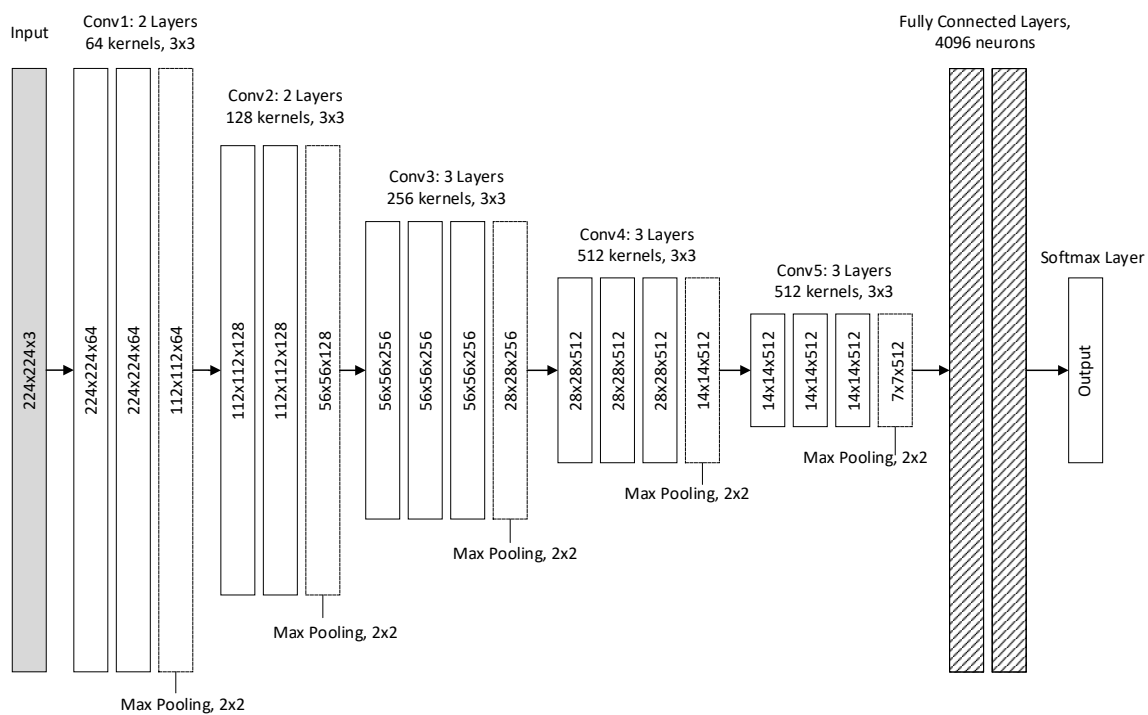 Input
Conv1: 2 Layers
64 kernels, 3x3
Conv2: 2 Layers
128 kernels, 3x3
Conv3: 3 Layers
256 kernels, 3x3
Conv4: 3 Layers
512 kernels, 3x3
Conv5: 3 Layers
512 kernels, 3x3
Fully Connected Layers,
4096 neurons
Softmax Layer
224x224x3
224x224x64
224x224x64
112x112x64
112x112x128
112x112x128
56x56x128
56x56x256
56x56x256
56x56x256
28x28x256
28x28x512
28x28x512
28x28x512
14x14x512
14x14x512
14x14x512
14x14x512
7x7x512
Output
Max Pooling, 2x2
Max Pooling, 2x2
Max Pooling, 2x2
Max Pooling, 2x2
Max Pooling, 2x2